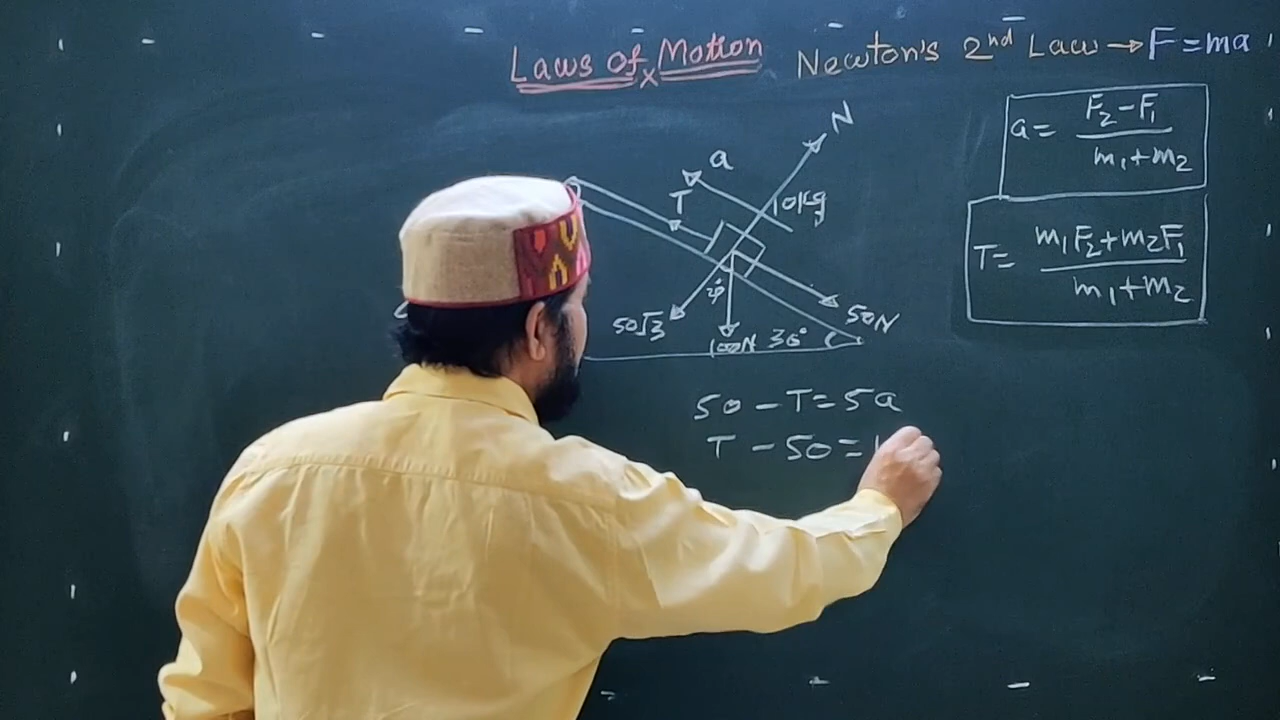 Laws Of Motion Newton's 2nd Law → F = ma
a = F₂ - F₁ / m₁ + m₂
T = m₁F₂ + m₂F₁ / m₁ + m₂
N
a
T
10kg
50√3
100N
30°
50N
50 - T = 5a
T - 50 =